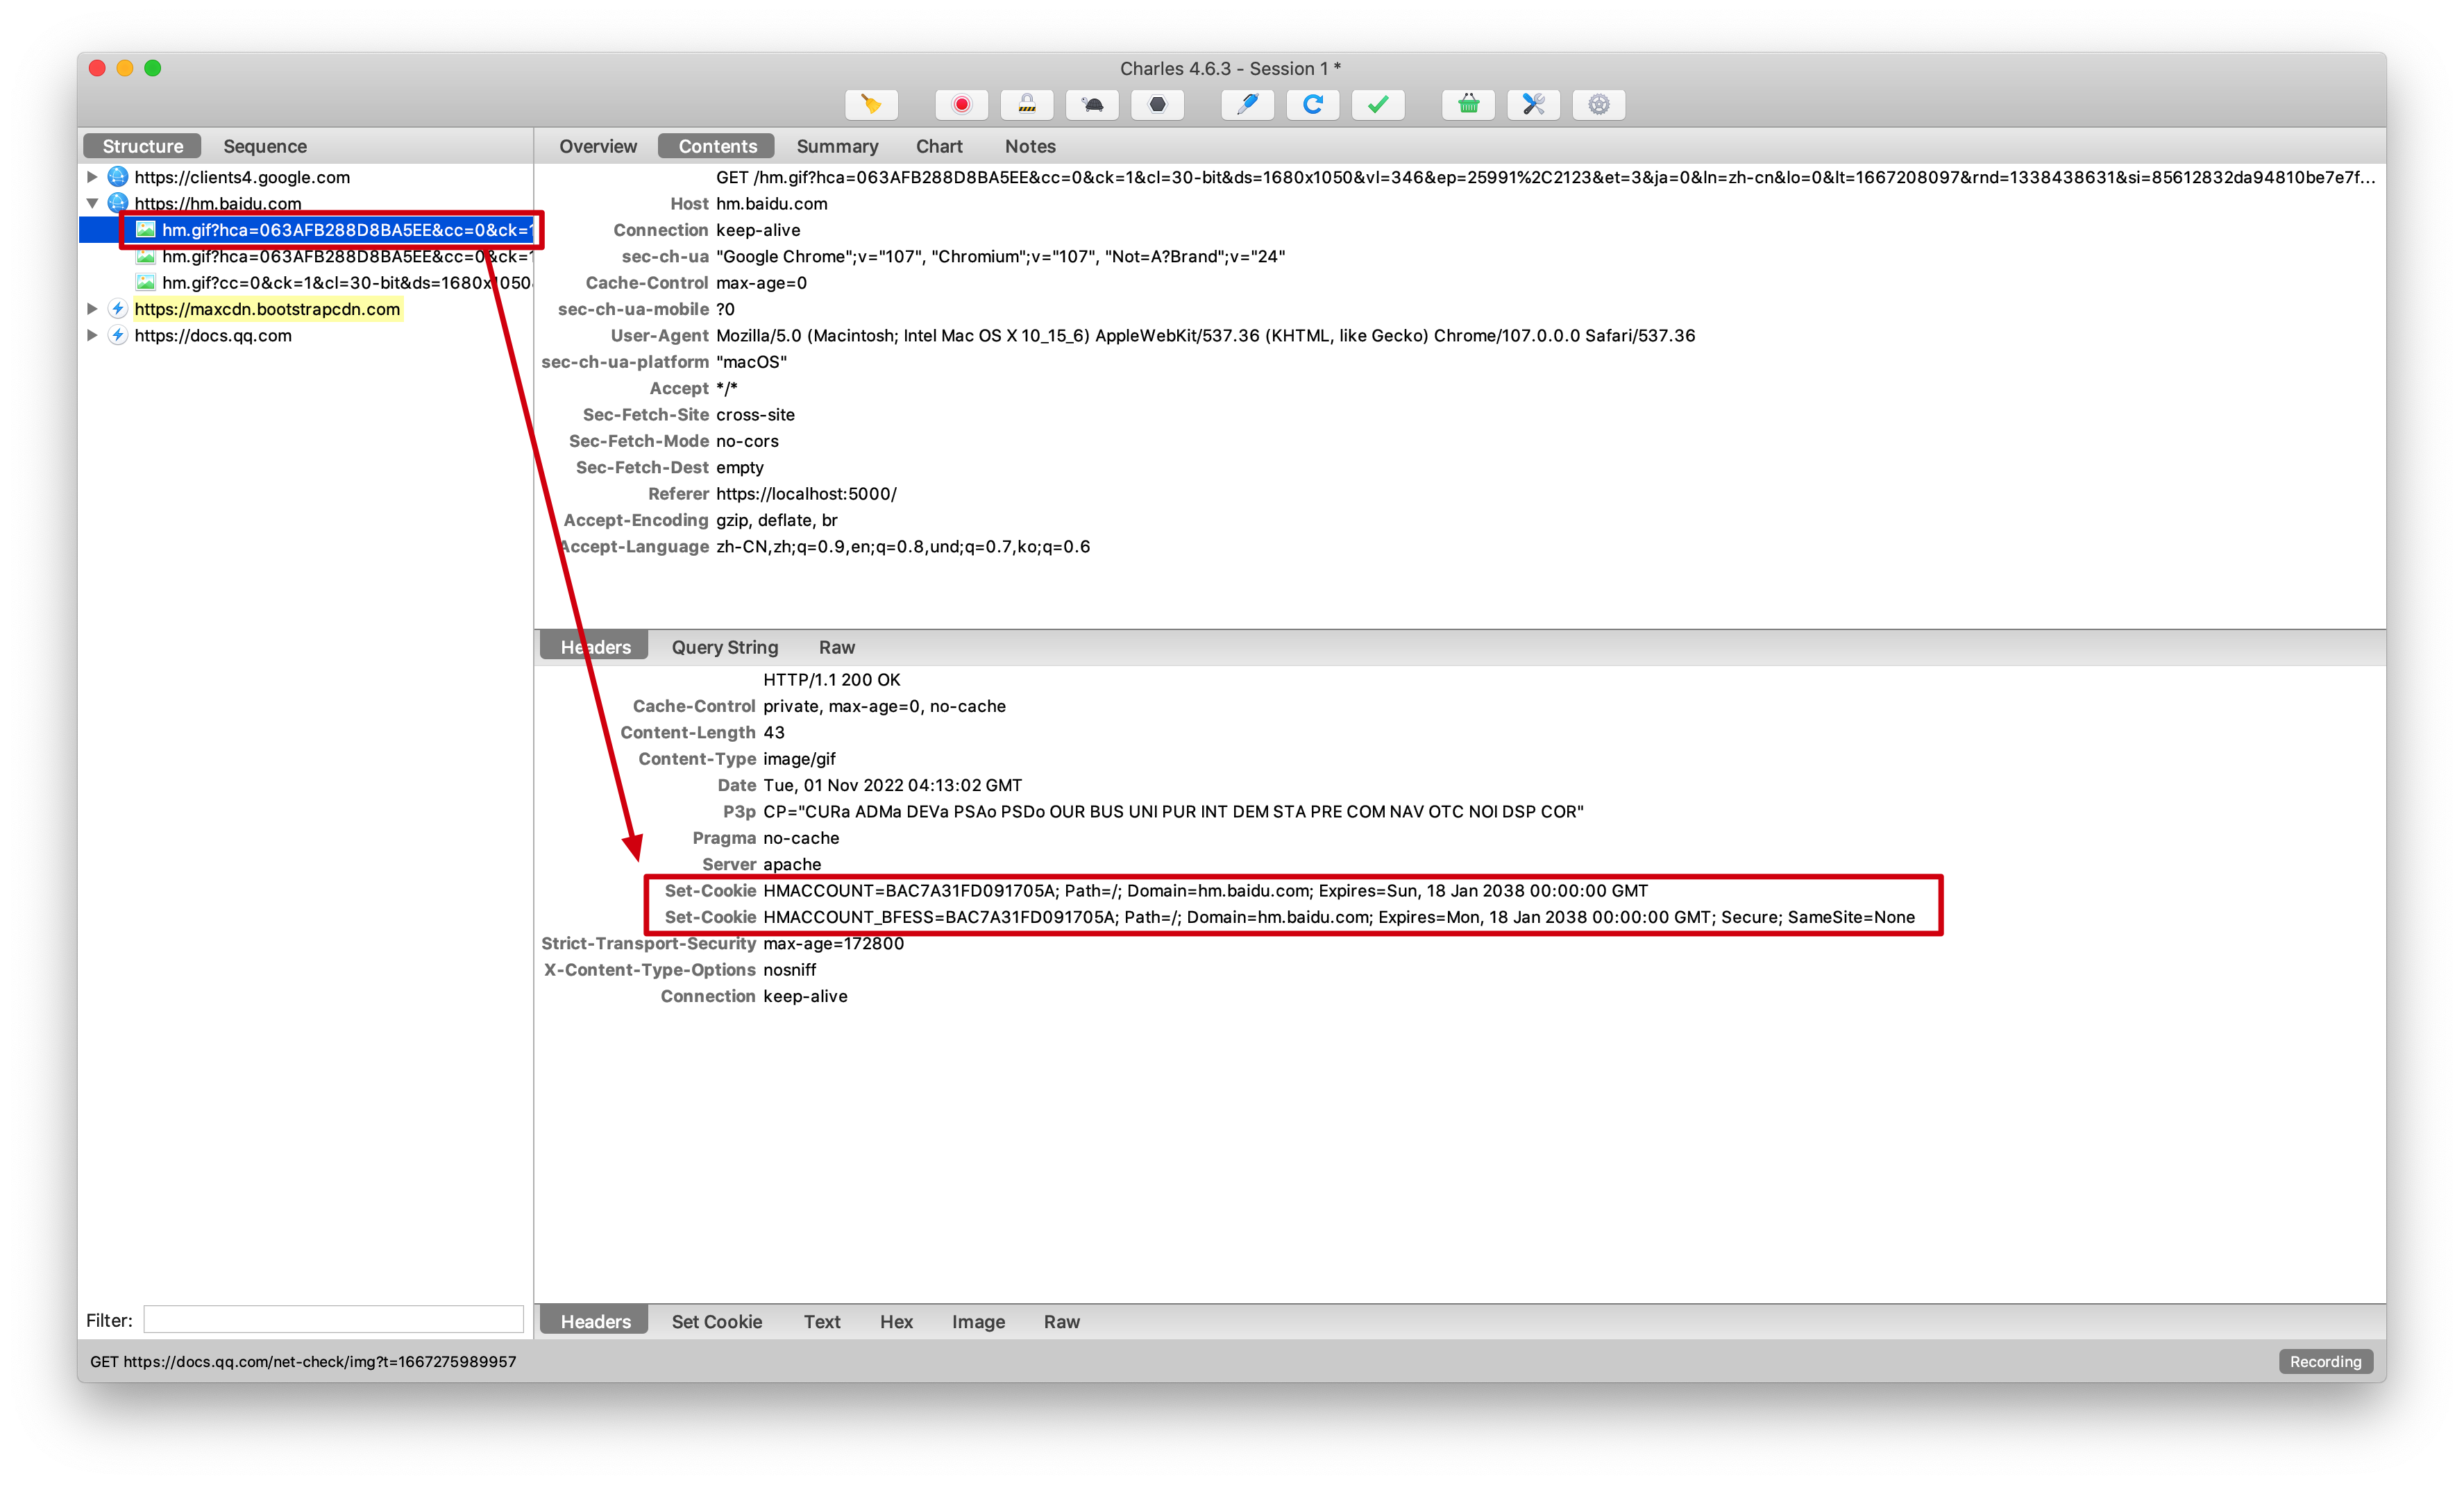 Charles 4.6.3 - Session 1 *
Structure Sequence
https://clients4.google.com
https://hm.baidu.com
hm.gif?hca=063AFB288D8BA5EE&cc=0&ck=1
hm.gif?hca=063AFB288D8BA5EE&cc=0&ck=1
hm.gif?cc=0&ck=1&cl=30-bit&ds=1680x1050&
https://maxcdn.bootstrapcdn.com
https://docs.qq.com
Filter:
Overview Contents Summary Chart Notes
GET /hm.gif?hca=063AFB288D8BA5EE&cc=0&ck=1&cl=30-bit&ds=1680x1050&vl=346&ep=25991%2C2123&et=3&ja=0&ln=zh-cn&lo=0&lt=1667208097&rnd=1338438631&si=85612832da94810be7e7f...
Host hm.baidu.com
Connection keep-alive
sec-ch-ua "Google Chrome";v="107", "Chromium";v="107", "Not=A?Brand";v="24"
Cache-Control max-age=0
sec-ch-ua-mobile ?0
User-Agent Mozilla/5.0 (Macintosh; Intel Mac OS X 10_15_6) AppleWebKit/537.36 (KHTML, like Gecko) Chrome/107.0.0.0 Safari/537.36
sec-ch-ua-platform "macOS"
Accept */*
Sec-Fetch-Site cross-site
Sec-Fetch-Mode no-cors
Sec-Fetch-Dest empty
Referer https://localhost:5000/
Accept-Encoding gzip, deflate, br
Accept-Language zh-CN,zh;q=0.9,en;q=0.8,und;q=0.7,ko;q=0.6
Headers Query String Raw
HTTP/1.1 200 OK
Cache-Control private, max-age=0, no-cache
Content-Length 43
Content-Type image/gif
Date Tue, 01 Nov 2022 04:13:02 GMT
P3p CP="CURa ADMa DEVa PSAo PSDo OUR BUS UNI PUR INT DEM STA PRE COM NAV OTC NOI DSP COR"
Pragma no-cache
Server apache
Set-Cookie HMACCOUNT=BAC7A31FD091705A; Path=/; Domain=hm.baidu.com; Expires=Sun, 18 Jan 2038 00:00:00 GMT
Set-Cookie HMACCOUNT_BFESS=BAC7A31FD091705A; Path=/; Domain=hm.baidu.com; Expires=Mon, 18 Jan 2038 00:00:00 GMT; Secure; SameSite=None
Strict-Transport-Security max-age=172800
X-Content-Type-Options nosniff
Connection keep-alive
Headers Set Cookie Text Hex Image Raw
GET https://docs.qq.com/net-check/img?t=1667275989957
Recording